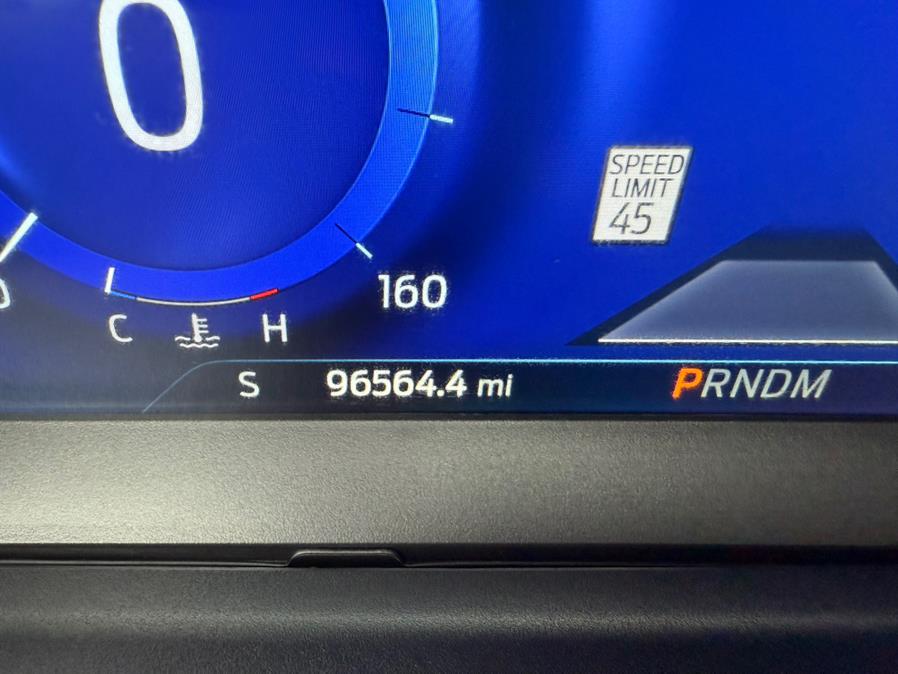 0
SPEED
LIMIT
45
160
C H
S 96564.4 mi PRNDM